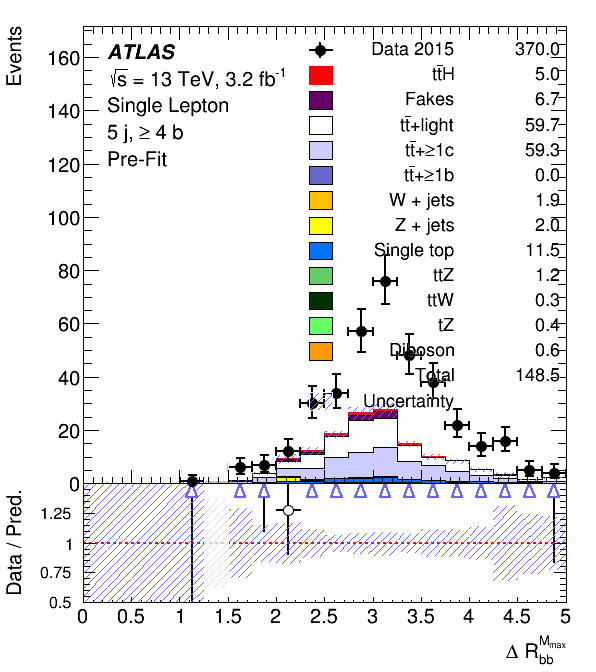 Events
ATLAS
√s = 13 TeV, 3.2 fb⁻¹
Single Lepton
5 j, ≥ 4 b
Pre-Fit
Data 2015 370.0
tt̄H 5.0
Fakes 6.7
tt̄+light 59.7
tt̄+≥1c 59.3
tt̄+≥1b 0.0
W + jets 1.9
Z + jets 2.0
Single top 11.5
ttZ 1.2
ttW 0.3
tZ 0.4
Diboson 0.6
Total 148.5
Uncertainty
160
140
120
100
80
60
40
20
0
Data / Pred.
1.25
1
0.75
0.5
0 0.5 1 1.5 2 2.5 3 3.5 4 4.5 5
Δ R_bb^Mmax